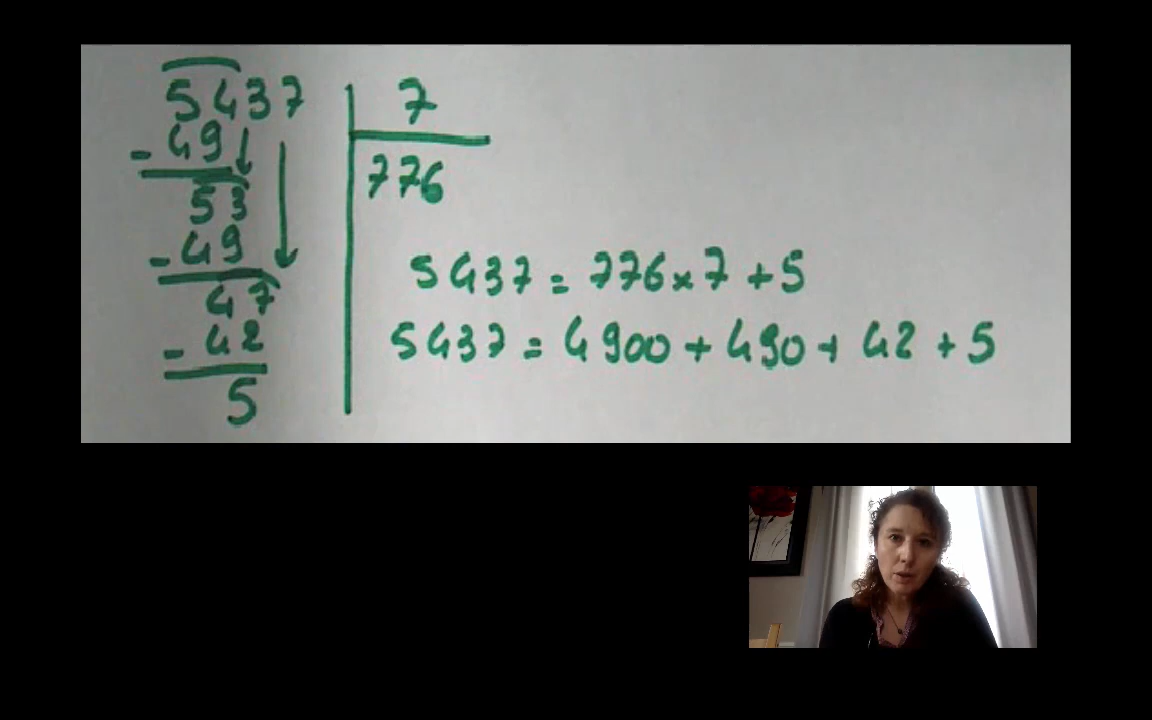 5437 7
- 49 776
53
- 49
47
- 42
5
5437 = 776 x 7 + 5
5437 = 4900 + 490 + 42 + 5